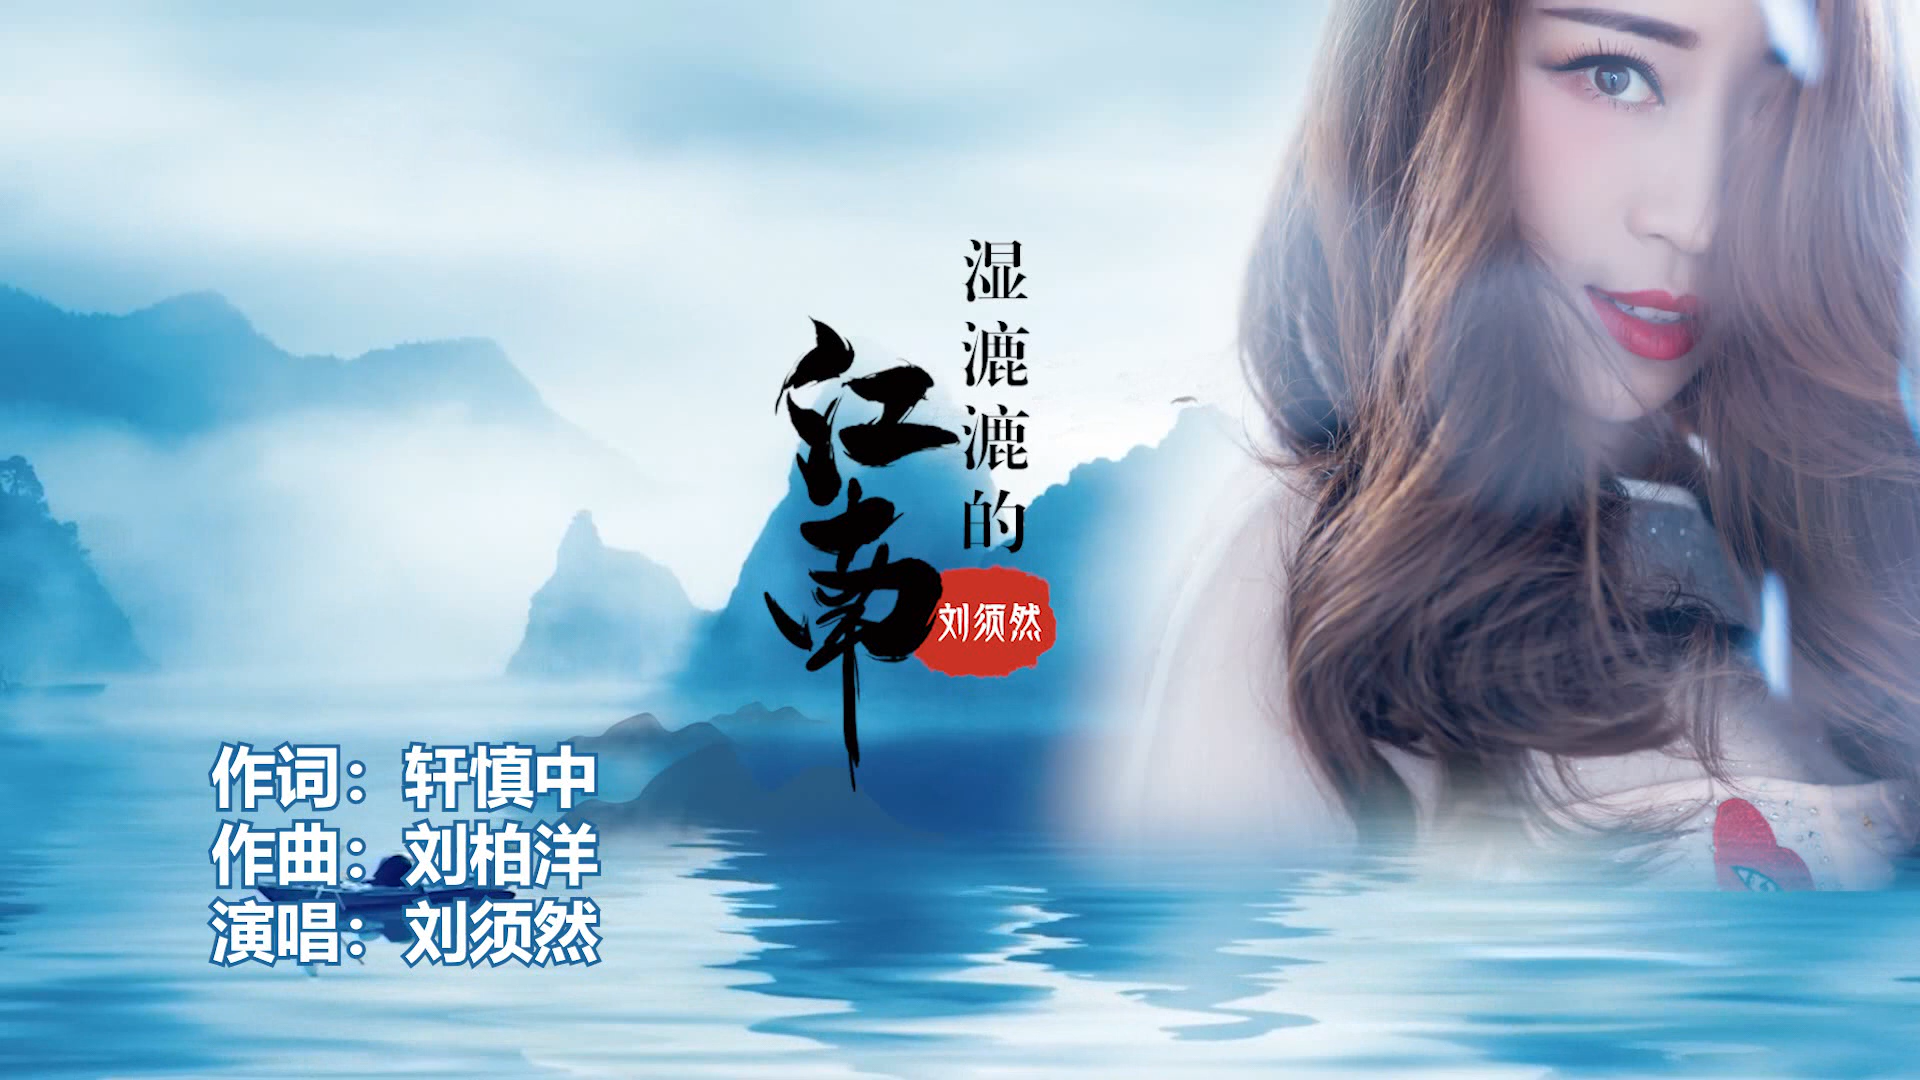 湿漉漉的
江南
刘须然
作词：轩慎中
作曲：刘柏洋
演唱：刘须然